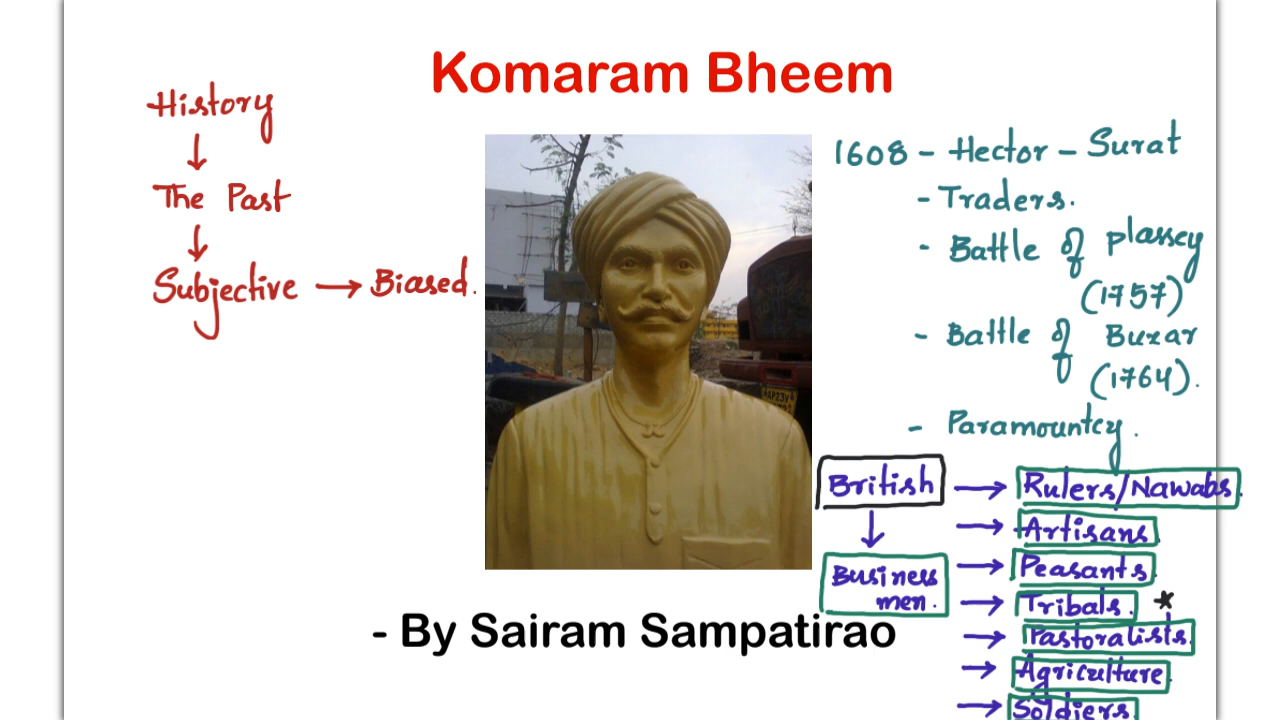 Komaram Bheem
History
↓
The Past
↓
Subjective → Biased.
1608 - Hector - Surat
- Traders.
- Battle of plassey
(1757)
- Battle of Buxar
(1764).
- Paramountcy.
British → Rulers/Nawabs.
↓
→ Artisans.
Business
men.
→ Peasants
→ Tribals. *
→ Pastoralists.
→ Agriculture.
→ Soldiers.
AP23V
- By Sairam Sampatirao